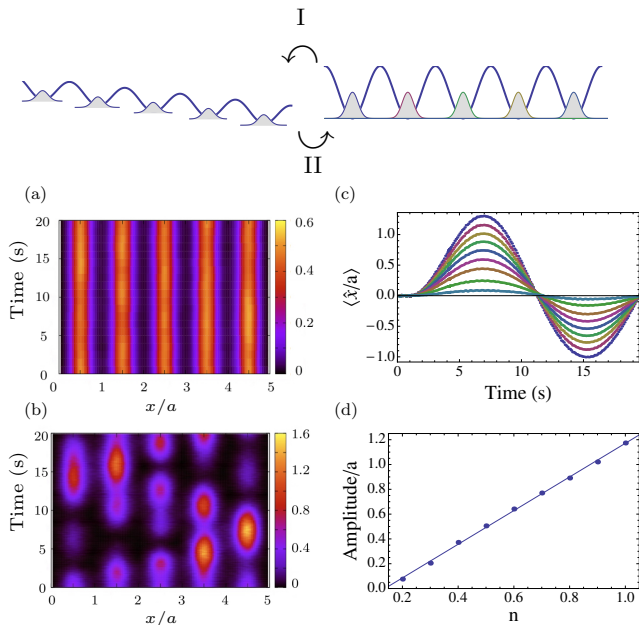 I
II
(a)
20
15
10
5
0
Time (s)
0 1 2 3 4 5
x/a
0.6
0.4
0.2
0
(c)
1.0
0.5
0.0
−0.5
−1.0
⟨x̂/a⟩
0 5 10 15
Time (s)
(b)
20
15
10
5
0
Time (s)
0 1 2 3 4 5
x/a
1.6
1.2
0.8
0.4
0
(d)
1.2
1.0
0.8
0.6
0.4
0.2
0.0
Amplitude/a
0.2 0.4 0.6 0.8 1.0
n